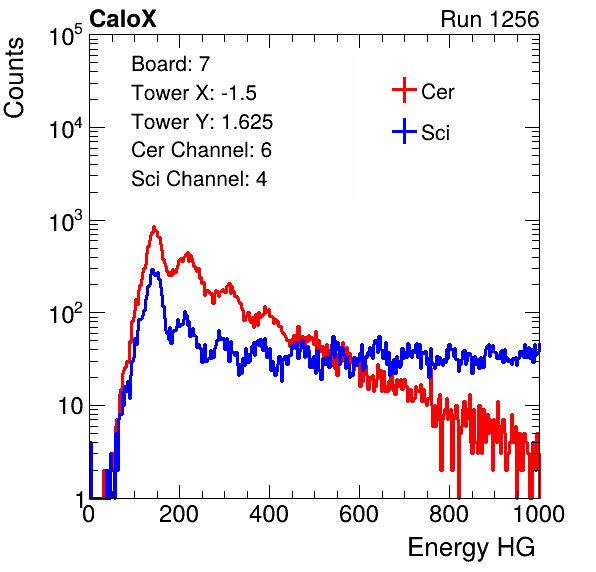 CaloX Run 1256
Counts
10^5
10^4
10^3
10^2
10
1
Board: 7
Tower X: -1.5
Tower Y: 1.625
Cer Channel: 6
Sci Channel: 4
Cer
Sci
0 200 400 600 800 1000
Energy HG